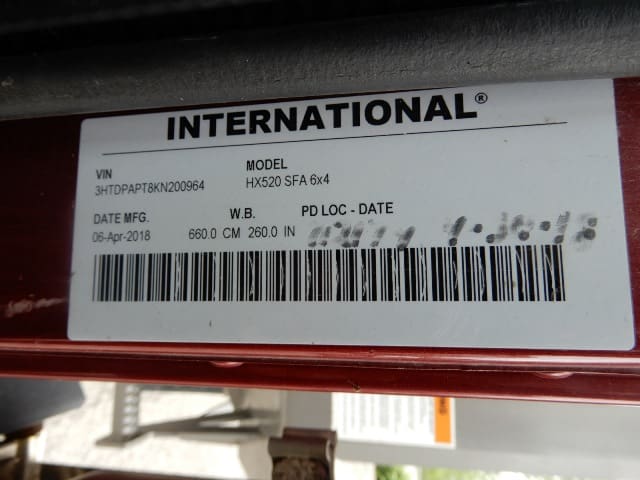 INTERNATIONAL®
VIN MODEL
3HTDPAPT8KN200964 HX520 SFA 6x4
DATE MFG. W.B. PD LOC - DATE
06-Apr-2018 660.0 CM 260.0 IN